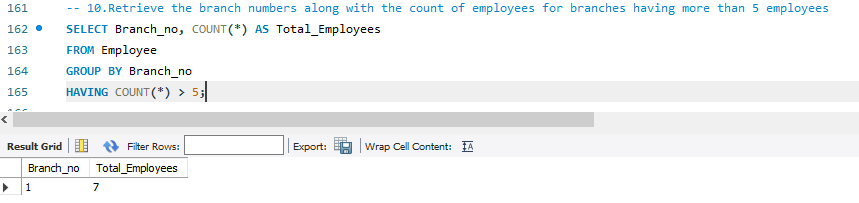 161 -- 10.Retrieve the branch numbers along with the count of employees for branches having more than 5 employees
162 SELECT Branch_no, COUNT(*) AS Total_Employees
163 FROM Employee
164 GROUP BY Branch_no
165 HAVING COUNT(*) > 5;
Result Grid Filter Rows: Export: Wrap Cell Content: IA
Branch_no Total_Employees
1 7